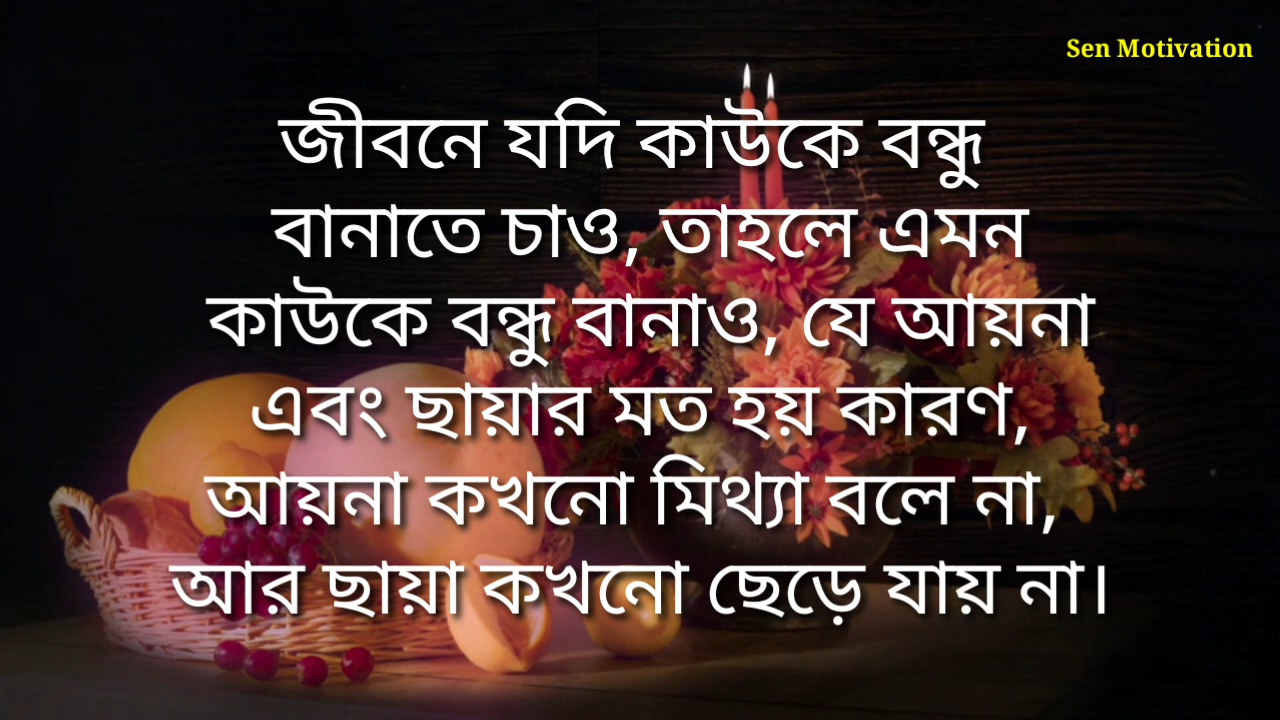 Sen Motivation
জীবনে যদি কাউকে বন্ধু
বানাতে চাও, তাহলে এমন
কাউকে বন্ধু বানাও, যে আয়না
এবং ছায়ার মত হয় কারণ,
আয়না কখনো মিথ্যা বলে না,
আর ছায়া কখনো ছেড়ে যায় না।